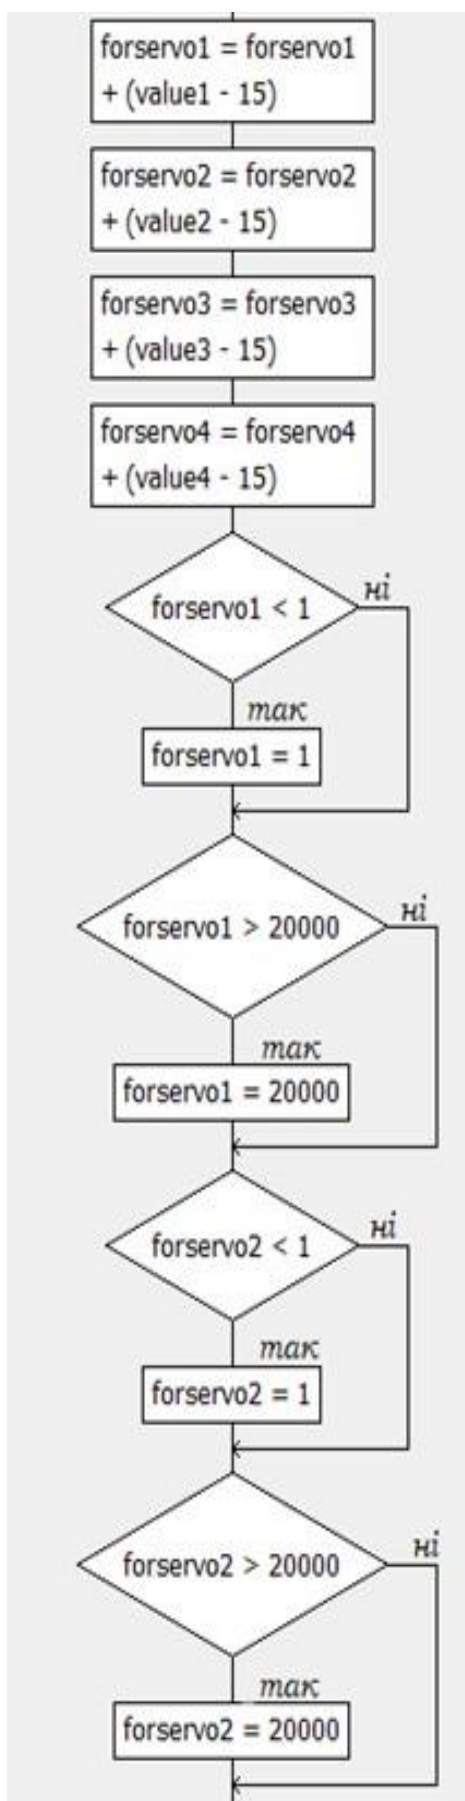 forservo1 = forservo1
+ (value1 - 15)
forservo2 = forservo2
+ (value2 - 15)
forservo3 = forservo3
+ (value3 - 15)
forservo4 = forservo4
+ (value4 - 15)
forservo1 < 1
ні
так
forservo1 = 1
forservo1 > 20000
ні
так
forservo1 = 20000
forservo2 < 1
ні
так
forservo2 = 1
forservo2 > 20000
ні
так
forservo2 = 20000